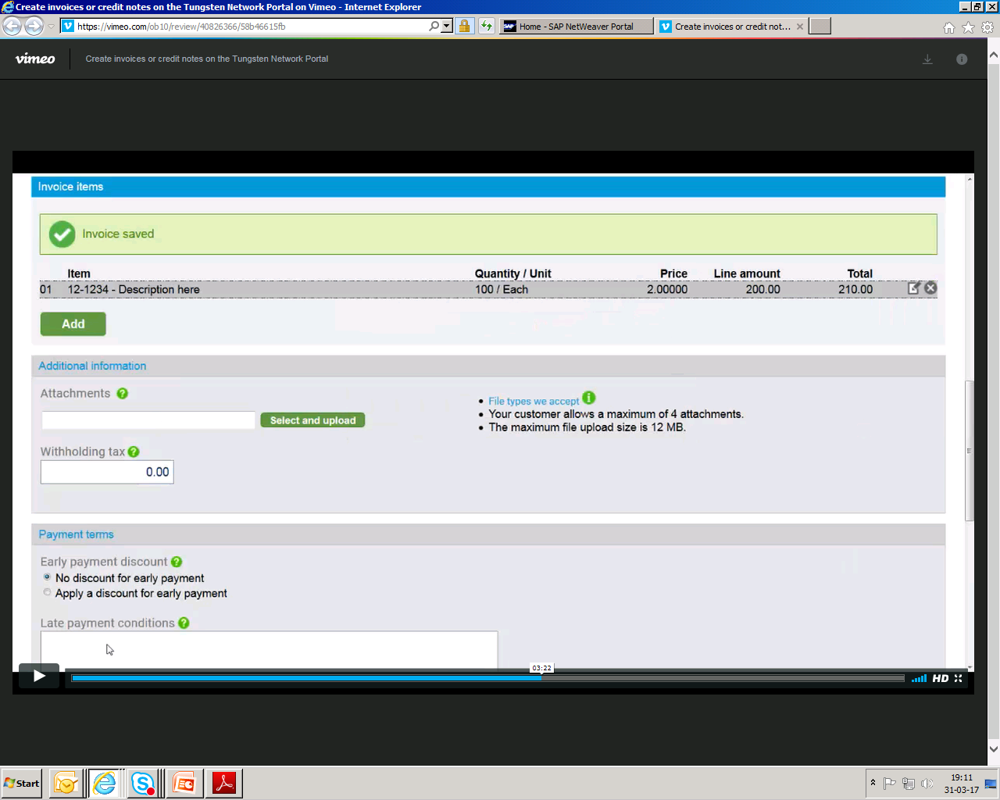 Create invoices or credit notes on the Tungsten Network Portal on Vimeo - Internet Explorer
https://vimeo.com/ob10/review/40826366/58b46615fb
SAP Home - SAP NetWeaver Portal
Create invoices or credit not...
vimeo
Create invoices or credit notes on the Tungsten Network Portal
Invoice items
Invoice saved
Item Quantity / Unit Price Line amount Total
01 12-1234 - Description here 100 / Each 2.00000 200.00 210.00
Add
Additional information
Attachments ?
Select and upload
• File types we accept i
• Your customer allows a maximum of 4 attachments.
• The maximum file upload size is 12 MB.
Withholding tax ?
0.00
Payment terms
Early payment discount ?
No discount for early payment
Apply a discount for early payment
Late payment conditions ?
03:22
HD
Start
19:11
31-03-17